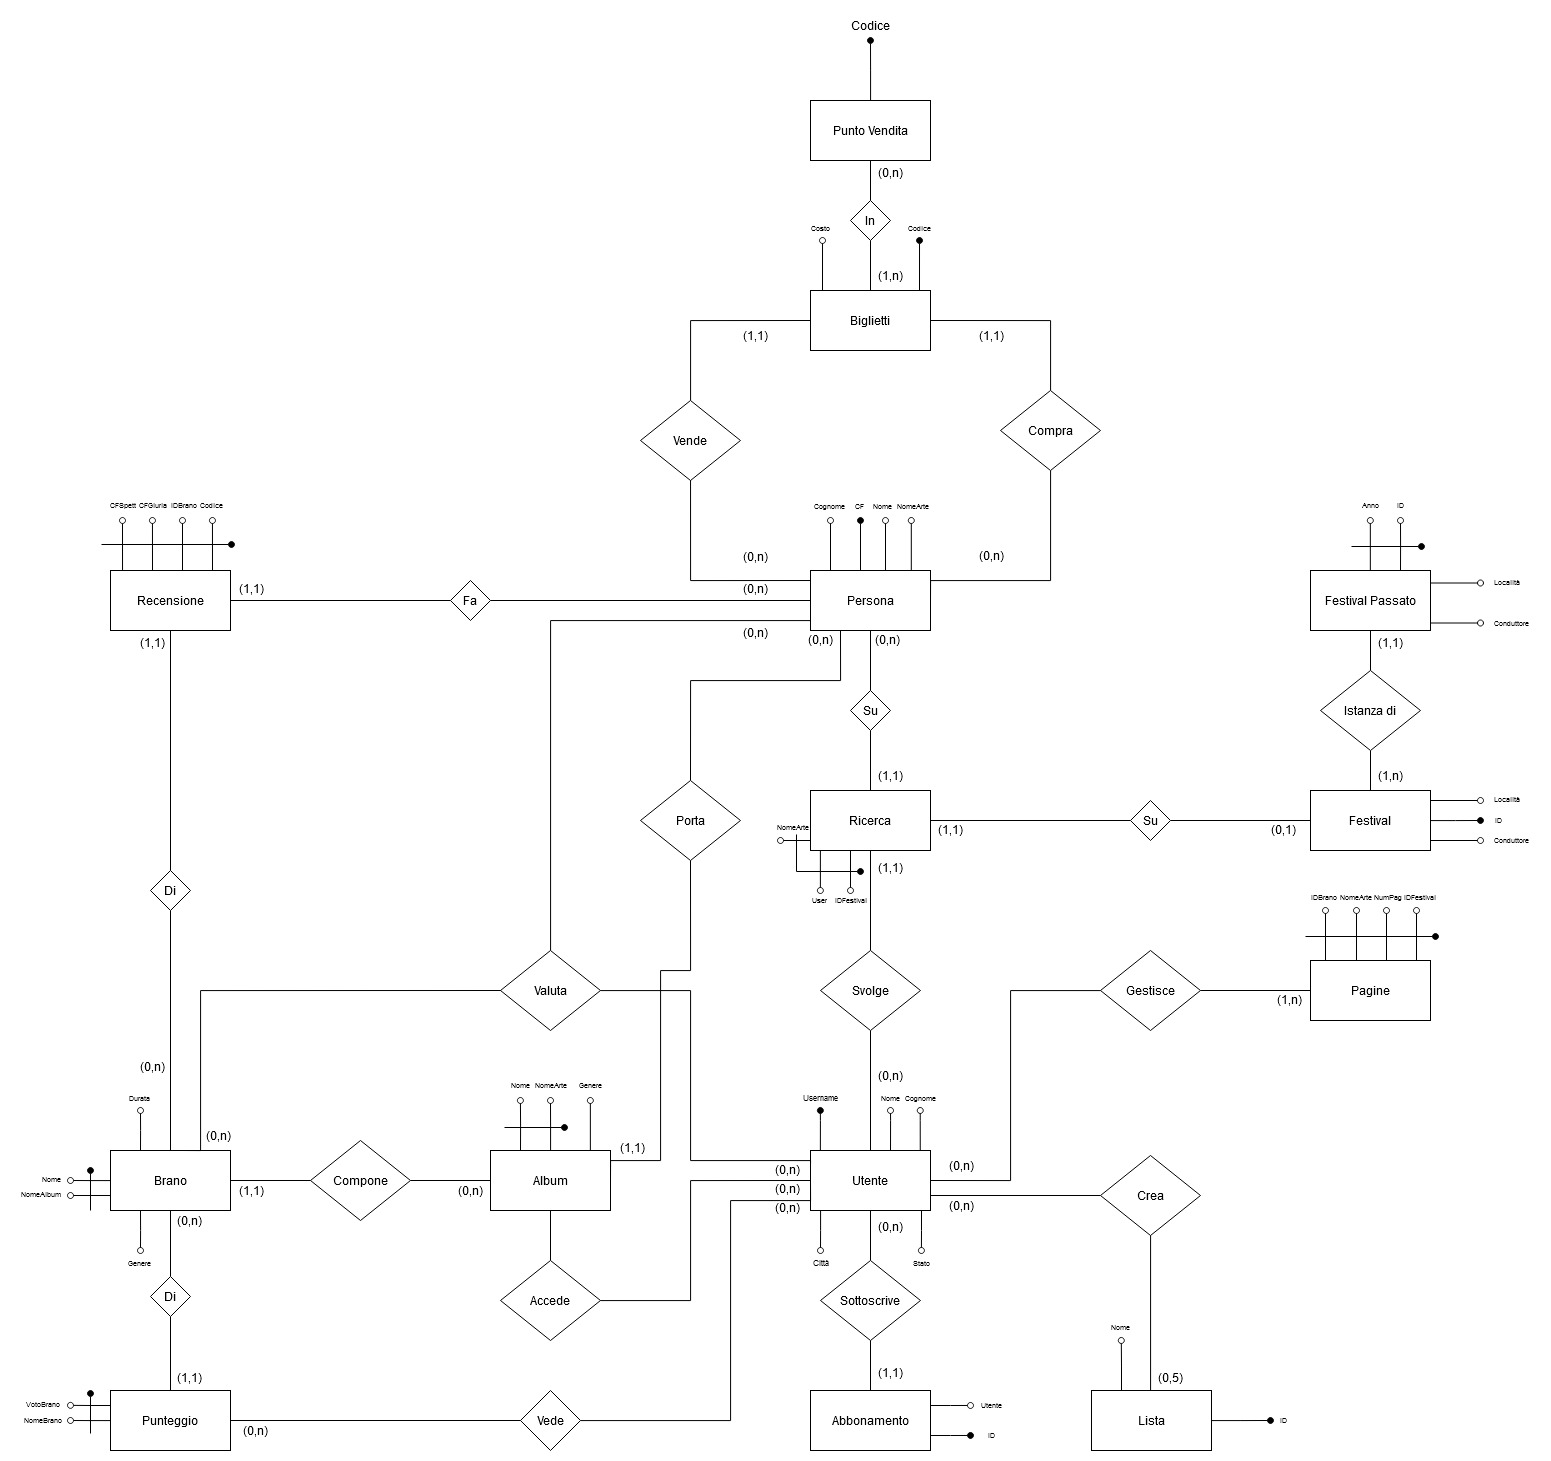 Codice
Punto Vendita
(0,n)
In
Costo
Codice
(1,n)
Biglietti
(1,1)
(1,1)
Vende
Compra
CFSpett CFGiuria IDBrano Codice
Cognome CF Nome NomeArte
Anno ID
(0,n)
(0,n)
Recensione
(1,1)
Fa
(0,n)
Persona
Festival Passato
Località
Conduttore
(1,1)
(0,n)
(0,n)
(0,n)
(1,1)
Su
Istanza di
(1,1)
(1,n)
Porta
NomeArte
Ricerca
(1,1)
Su
(0,1)
Festival
Località
ID
Conduttore
(1,1)
User IDFestival
Di
IDBrano NomeArte NumPag IDFestival
Valuta
Svolge
Gestisce
(1,n)
Pagine
(0,n)
(0,n)
Durata
Nome NomeArte Genere
Username Nome Cognome
(0,n)
(1,1)
Nome
NomeAlbum
Brano
(1,1)
Compone
(0,n)
Album
(0,n)
(0,n)
(0,n)
Utente
(0,n)
(0,n)
Crea
(0,n)
(0,n)
Genere
Città
Stato
Di
Accede
Sottoscrive
Nome
(1,1)
(1,1)
(0,5)
VotoBrano
NomeBrano
Punteggio
(0,n)
Vede
Abbonamento
Utente
ID
Lista
ID